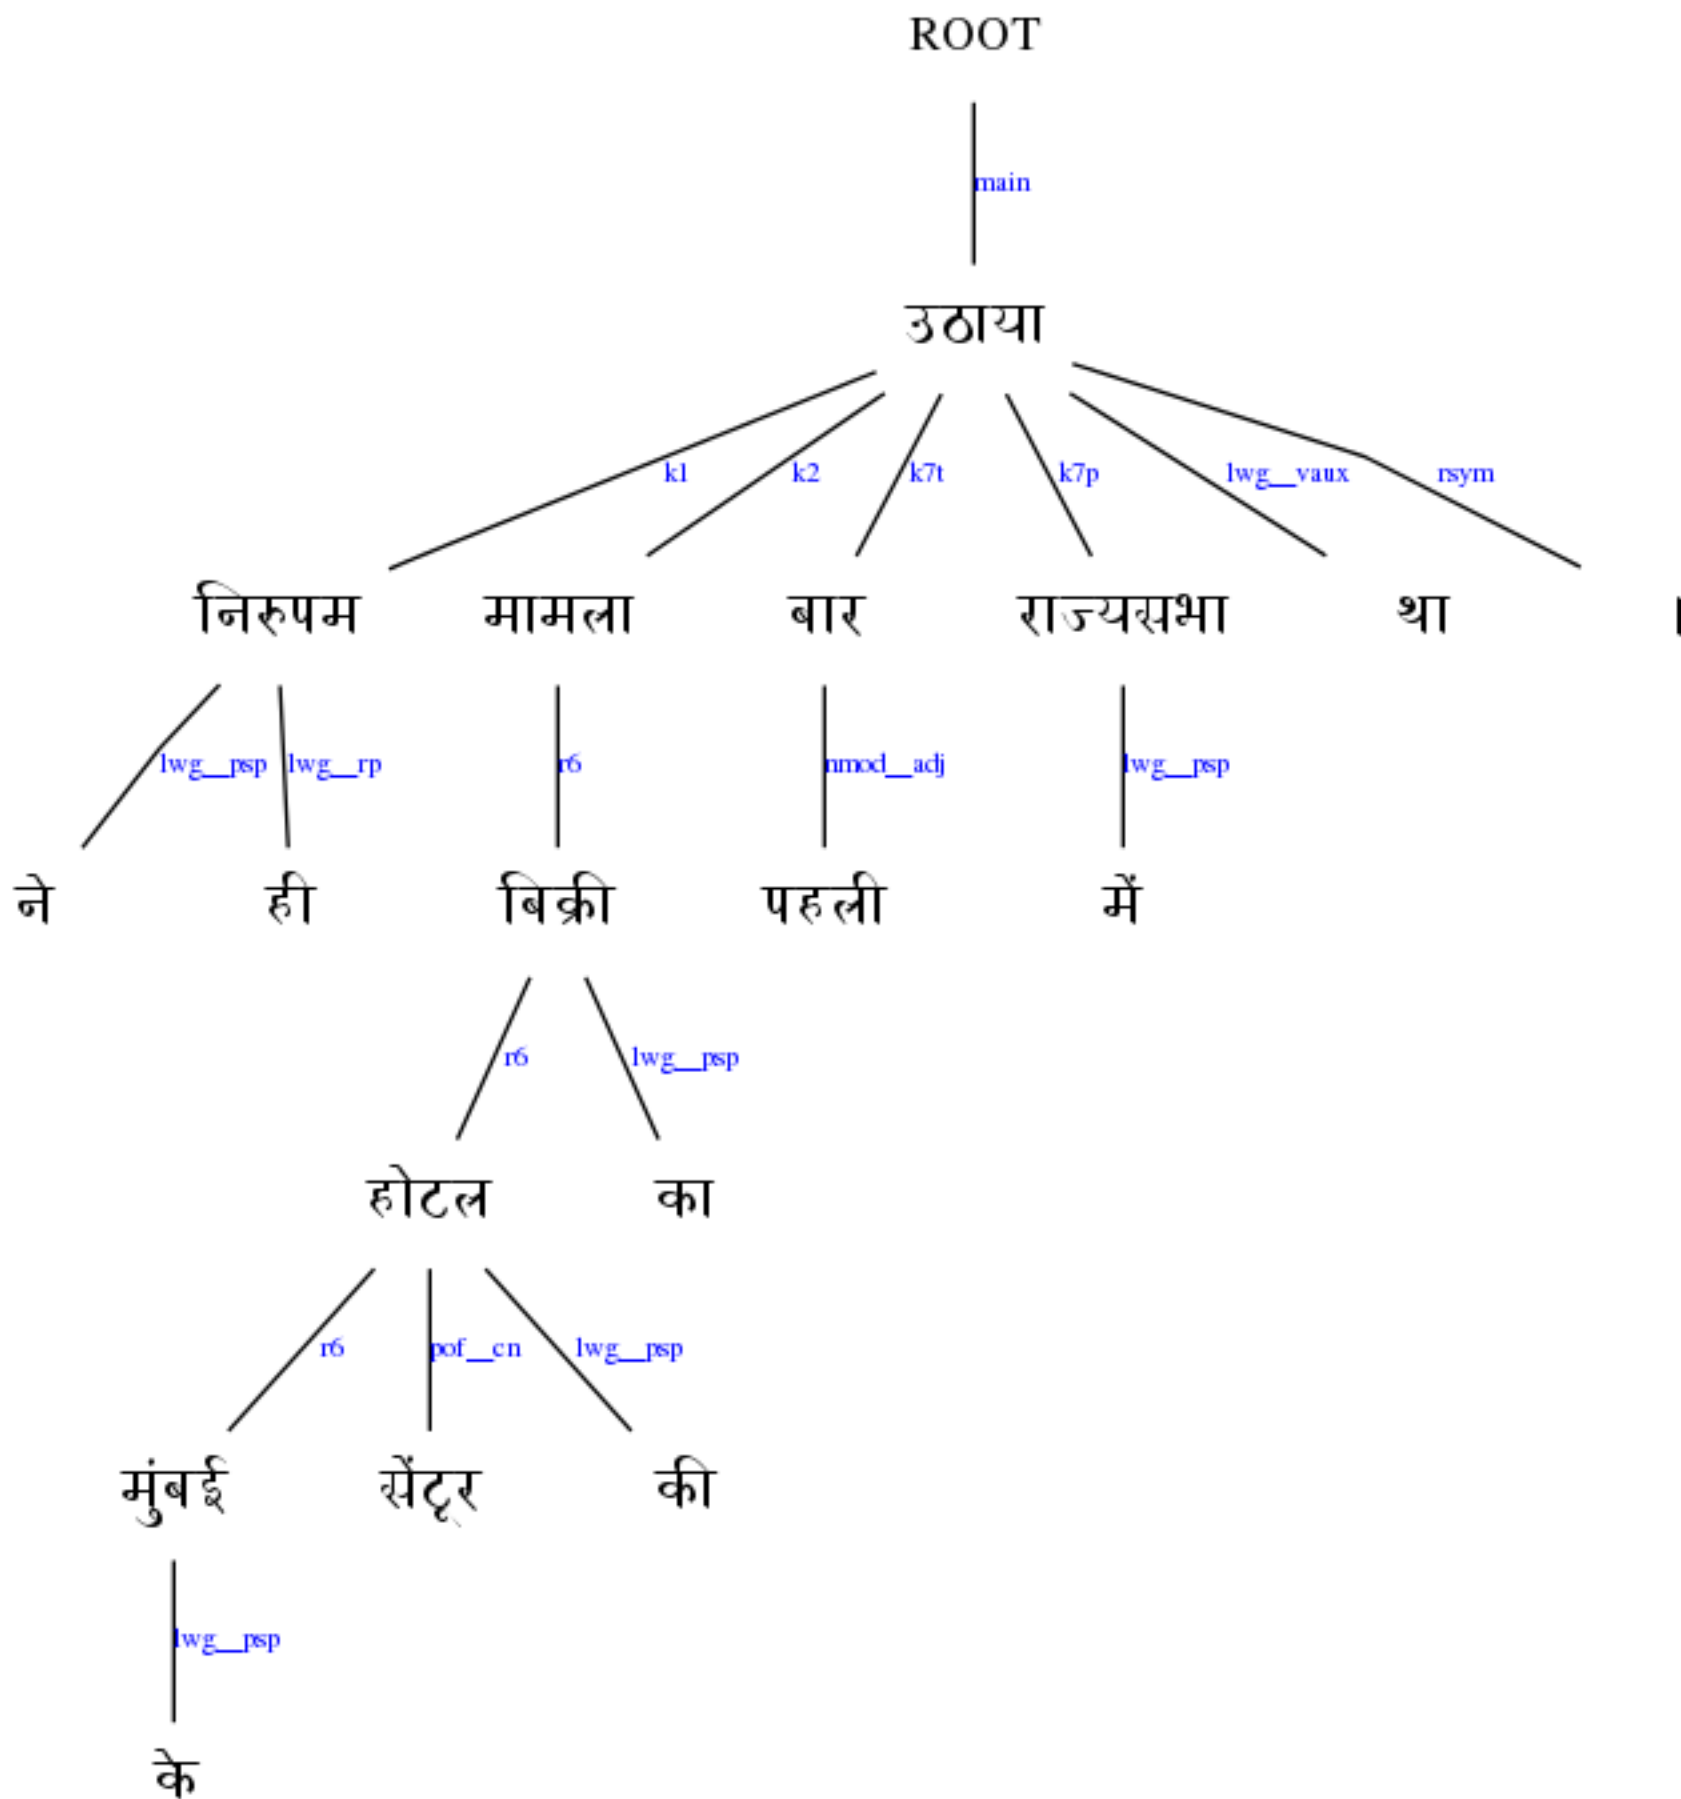 ROOT
main
उठाया
k1 k2 k7t k7p lwg__vaux rsym
निरुपम मामला बार राज्यसभा था ।
lwg__psp lwg__rp r6 nmod__adj lwg__psp
ने ही बिक्री पहली में
r6 lwg__psp
होटल का
r6 pof__cn lwg__psp
मुंबई सेंटृर की
lwg__psp
के